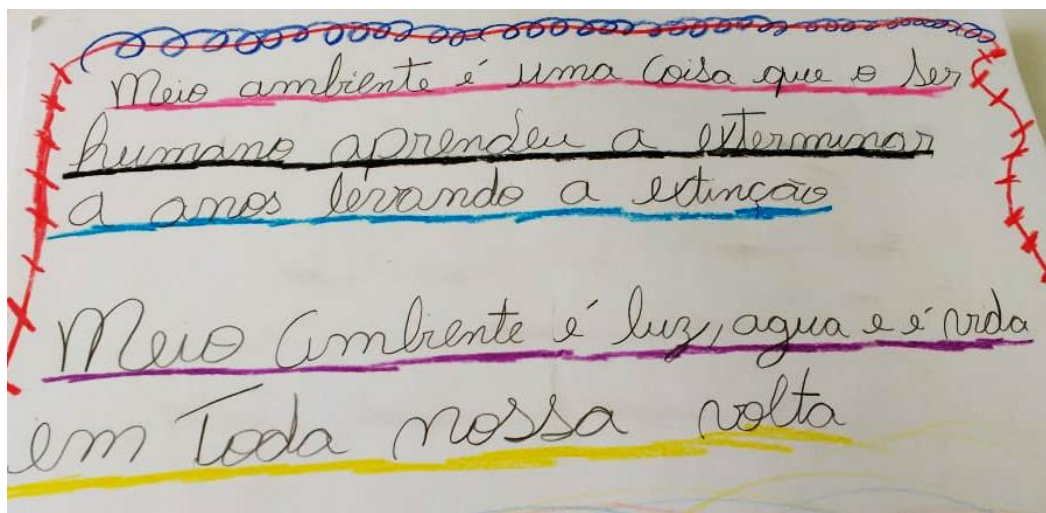 Meio ambiente é uma coisa que o ser
humano aprendeu a exterminar
a anos levando a extinção
Meio Ambiente é luz, agua e é vida
em Toda nossa volta